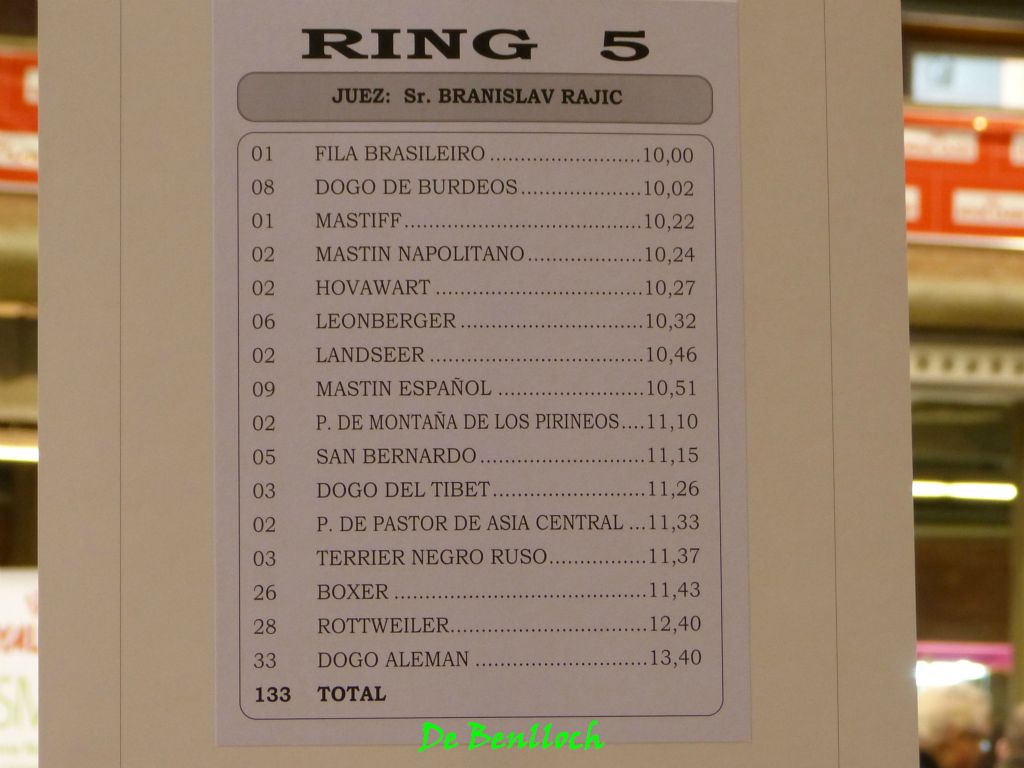 RING 5
JUEZ: Sr. BRANISLAV RAJIC
01 FILA BRASILEIRO.........................10,00
08 DOGO DE BURDEOS....................10,02
01 MASTIFF.......................................10,22
02 MASTIN NAPOLITANO...................10,24
02 HOVAWART..................................10,27
06 LEONBERGER..............................10,32
02 LANDSEER...................................10,46
09 MASTIN ESPAÑOL........................10,51
02 P. DE MONTAÑA DE LOS PIRINEOS....11,10
05 SAN BERNARDO...........................11,15
03 DOGO DEL TIBET.........................11,26
02 P. DE PASTOR DE ASIA CENTRAL...11,33
03 TERRIER NEGRO RUSO................11,37
26 BOXER.........................................11,43
28 ROTTWEILER................................12,40
33 DOGO ALEMAN............................13,40
133 TOTAL
De Benlloch